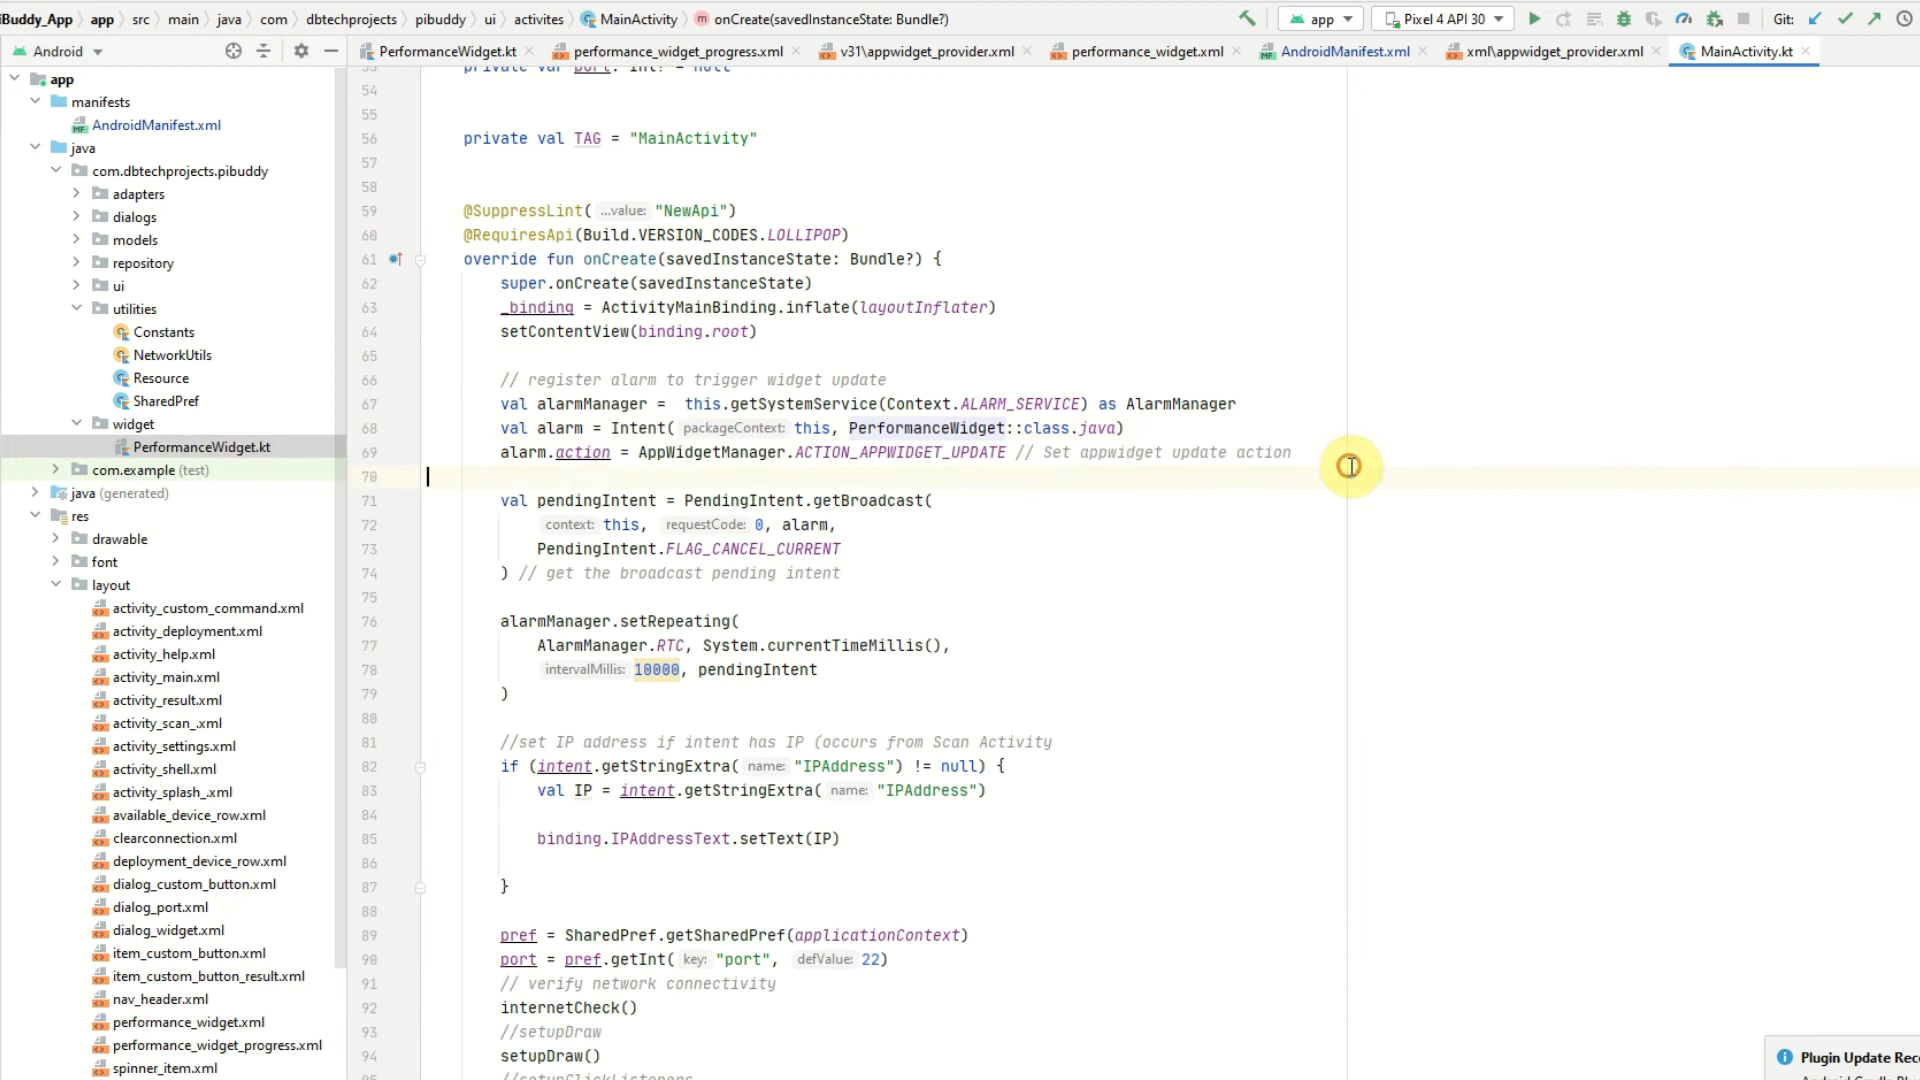 iBuddy_App app src main java com dbtechprojects pibuddy ui activites MainActivity onCreate(savedInstanceState: Bundle?) app Pixel 4 API 30 Git:
Android PerformanceWidget.kt performance_widget_progress.xml v31\appwidget_provider.xml performance_widget.xml AndroidManifest.xml xml\appwidget_provider.xml MainActivity.kt
app
manifests
AndroidManifest.xml
java
com.dbtechprojects.pibuddy
adapters
dialogs
models
repository
ui
utilities
Constants
NetworkUtils
Resource
SharedPref
widget
PerformanceWidget.kt
com.example (test)
java (generated)
res
drawable
font
layout
activity_custom_command.xml
activity_deployment.xml
activity_help.xml
activity_main.xml
activity_result.xml
activity_scan_.xml
activity_settings.xml
activity_shell.xml
activity_splash_.xml
available_device_row.xml
clearconnection.xml
deployment_device_row.xml
dialog_custom_button.xml
dialog_port.xml
dialog_widget.xml
item_custom_button.xml
item_custom_button_result.xml
nav_header.xml
performance_widget.xml
performance_widget_progress.xml
spinner_item.xml
53 private var port: Int? = null
54
55
56 private val TAG = "MainActivity"
57
58
59 @SuppressLint( ...value: "NewApi")
60 @RequiresApi(Build.VERSION_CODES.LOLLIPOP)
61 override fun onCreate(savedInstanceState: Bundle?) {
62 super.onCreate(savedInstanceState)
63 _binding = ActivityMainBinding.inflate(layoutInflater)
64 setContentView(binding.root)
65
66 // register alarm to trigger widget update
67 val alarmManager = this.getSystemService(Context.ALARM_SERVICE) as AlarmManager
68 val alarm = Intent( packageContext: this, PerformanceWidget::class.java)
69 alarm.action = AppWidgetManager.ACTION_APPWIDGET_UPDATE // Set appwidget update action
70
71 val pendingIntent = PendingIntent.getBroadcast(
72 context: this, requestCode: 0, alarm,
73 PendingIntent.FLAG_CANCEL_CURRENT
74 ) // get the broadcast pending intent
75
76 alarmManager.setRepeating(
77 AlarmManager.RTC, System.currentTimeMillis(),
78 intervalMillis: 10000, pendingIntent
79 )
80
81 //set IP address if intent has IP (occurs from Scan Activity
82 if (intent.getStringExtra( name: "IPAddress") != null) {
83 val IP = intent.getStringExtra( name: "IPAddress")
84
85 binding.IPAddressText.setText(IP)
86
87 }
88
89 pref = SharedPref.getSharedPref(applicationContext)
90 port = pref.getInt( key: "port", defValue: 22)
91 // verify network connectivity
92 internetCheck()
93 //setupDraw
94 setupDraw()
95 //setupClickListeners
Plugin Update Rec